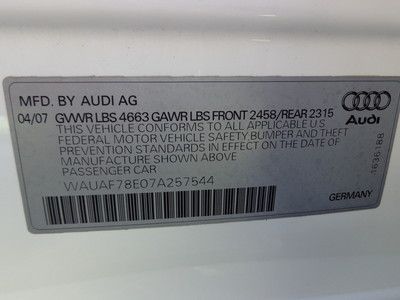 MFD. BY AUDI AG
04/07 GVWR LBS 4663 GAWR LBS FRONT 2458/REAR 2315
THIS VEHICLE CONFORMS TO ALL APPLICABLE U.S.
FEDERAL MOTOR VEHICLE SAFETY BUMPER AND THEFT
PREVENTION STANDARDS IN EFFECT ON THE DATE OF
MANUFACTURE SHOWN ABOVE
PASSENGER CAR
WAUAF78E07A257544
Audi
1636188
GERMANY